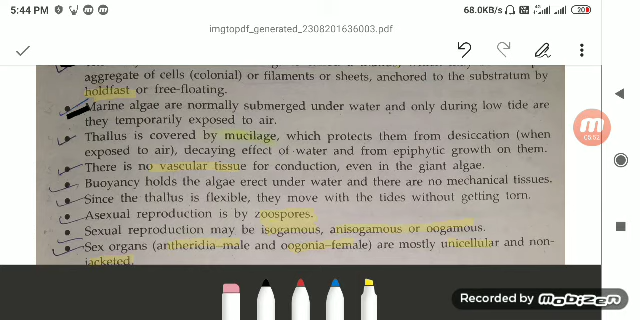 5:44 PM
68.0KB/s
20
imgtopdf_generated_2308201636003.pdf
aggregate of cells (colonial) or filaments or sheets, anchored to the substratum by
holdfast or free-floating.
Marine algae are normally submerged under water and only during low tide are
they temporarily exposed to air.
Thallus is covered by mucilage, which protects them from desiccation (when
exposed to air), decaying effect of water and from epiphytic growth on them.
There is no vascular tissue for conduction, even in the giant algae.
Buoyancy holds the algae erect under water and there are no mechanical tissues.
Since the thallus is flexible, they move with the tides without getting torn.
Asexual reproduction is by zoospores.
Sexual reproduction may be isogamous, anisogamous or oogamous.
Sex organs (antheridia-male and oogonia-female) are mostly unicellular and non-
jacketed.
Recorded by mobizen